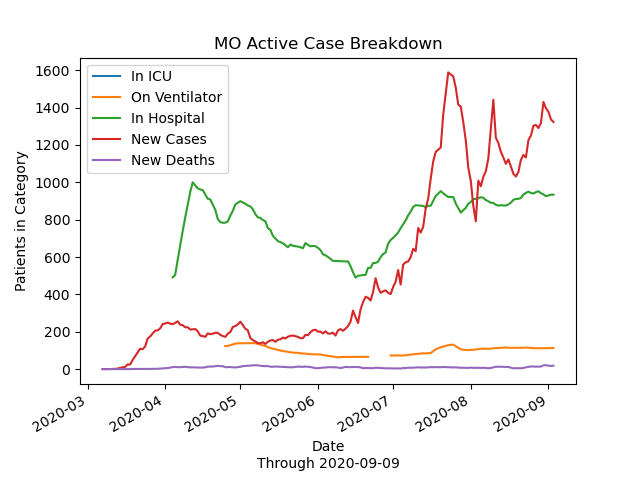 MO Active Case Breakdown
In ICU
On Ventilator
In Hospital
New Cases
New Deaths
Patients in Category
1600
1400
1200
1000
800
600
400
200
0
2020-03
2020-04
2020-05
2020-06
2020-07
2020-08
2020-09
Date
Through 2020-09-09